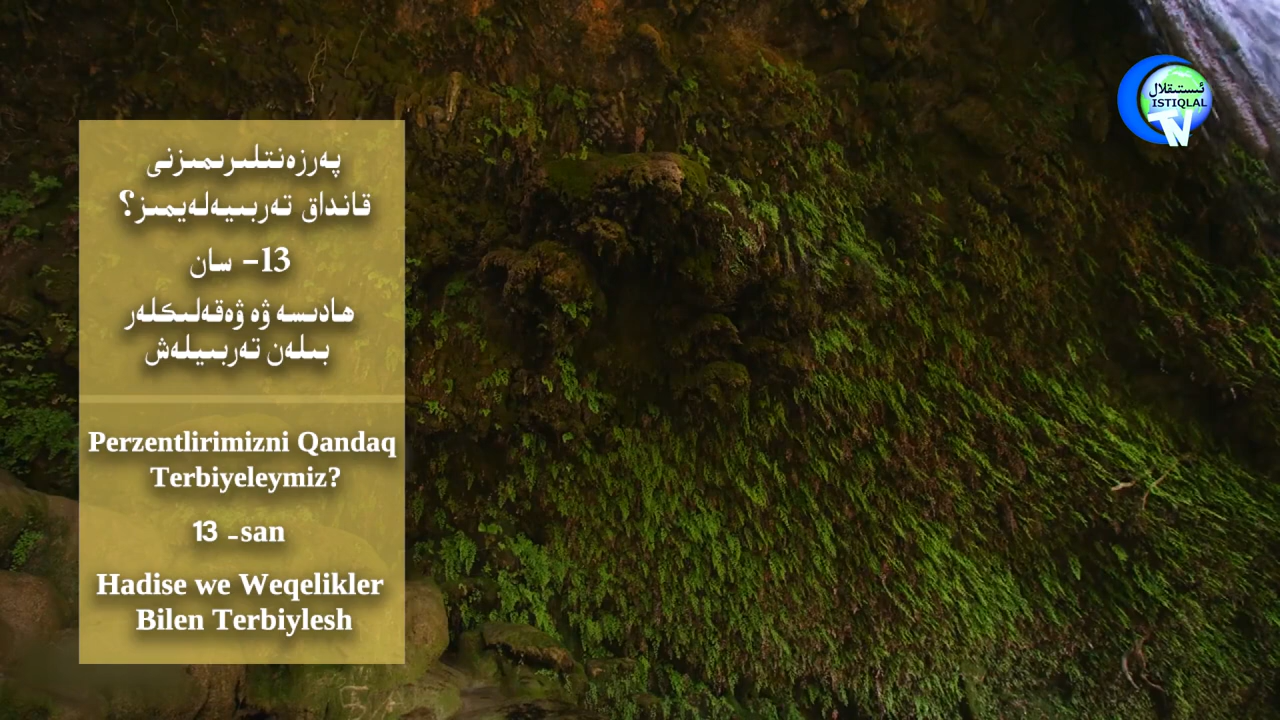 پەرزەنتلىرىمىزنى
قانداق تەربىيەلەيمىز؟
13- سان
ھادىسە ۋە ۋەقەلىكلەر
بىلەن تەربىيىلەش
Perzentlirimizni Qandaq
Terbiyeleymiz?
13 -san
Hadise we Weqelikler
Bilen Terbiylesh
ئىستىقلال
ISTIQLAL
TV